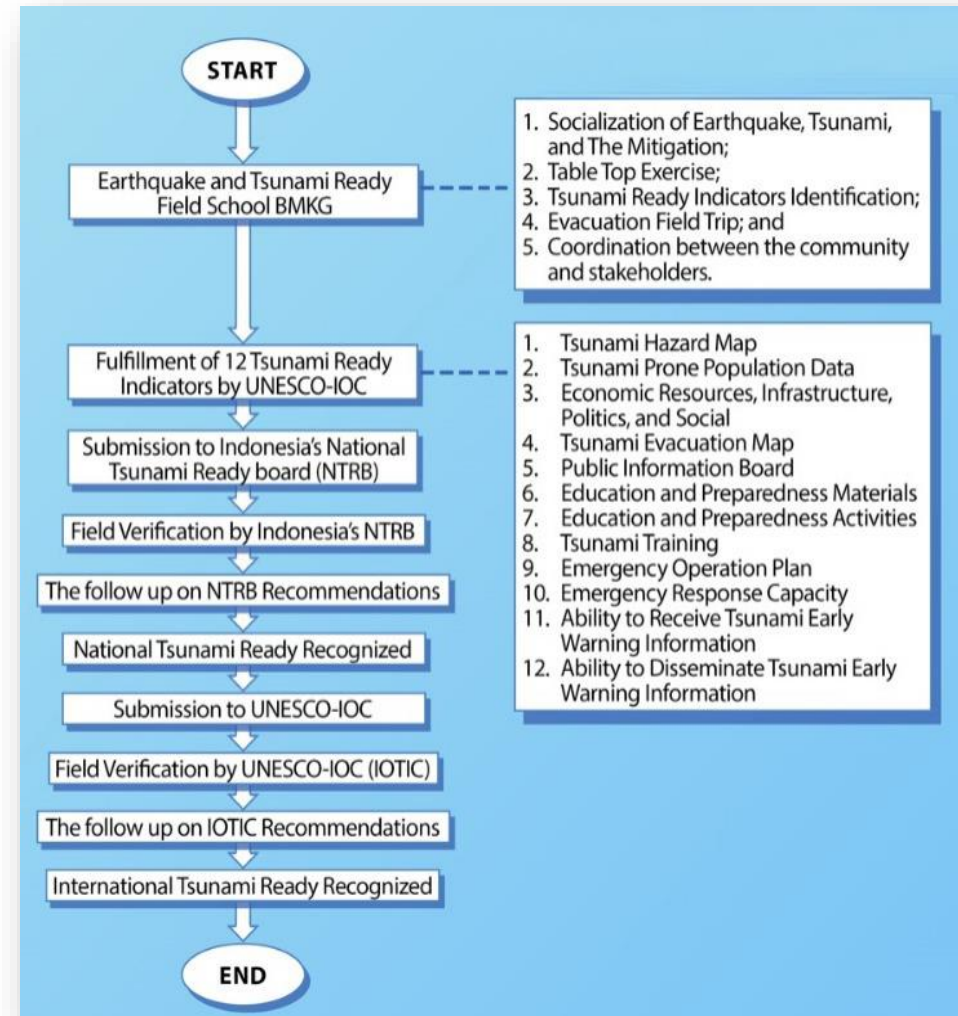 START
Earthquake and Tsunami Ready
Field School BMKG
1. Socialization of Earthquake, Tsunami,
and The Mitigation;
2. Table Top Exercise;
3. Tsunami Ready Indicators Identification;
4. Evacuation Field Trip; and
5. Coordination between the community
and stakeholders.
Fulfillment of 12 Tsunami Ready
Indicators by UNESCO-IOC
1. Tsunami Hazard Map
2. Tsunami Prone Population Data
3. Economic Resources, Infrastructure,
Politics, and Social
4. Tsunami Evacuation Map
5. Public Information Board
6. Education and Preparedness Materials
7. Education and Preparedness Activities
8. Tsunami Training
9. Emergency Operation Plan
10. Emergency Response Capacity
11. Ability to Receive Tsunami Early
Warning Information
12. Ability to Disseminate Tsunami Early
Warning Information
Submission to Indonesia's National
Tsunami Ready board (NTRB)
Field Verification by Indonesia's NTRB
The follow up on NTRB Recommendations
National Tsunami Ready Recognized
Submission to UNESCO-IOC
Field Verification by UNESCO-IOC (IOTIC)
The follow up on IOTIC Recommendations
International Tsunami Ready Recognized
END